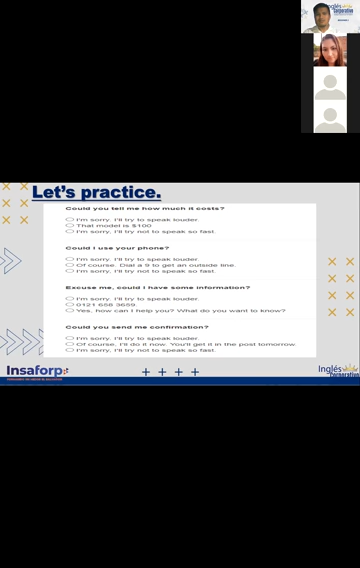 Inglés
Corporativo
Let's practice.
Could you tell me how much it costs?
I'm sorry. I'll try to speak louder.
That model is $100
I'm sorry, I'll try not to speak so fast.
Could I use your phone?
I'm sorry. I'll try to speak louder.
Of course. Dial a 9 to get an outside line.
I'm sorry, I'll try not to speak so fast.
Excuse me, could I have some information?
I'm sorry. I'll try to speak louder.
0121 658 3659.
Yes, how can I help you? What do you want to know?
Could you send me confirmation?
I'm sorry. I'll try to speak louder.
Of course. I'll do it now. You'll get it in the post tomorrow.
I'm sorry, I'll try not to speak so fast.
Insaforp
Inglés
Corporativo